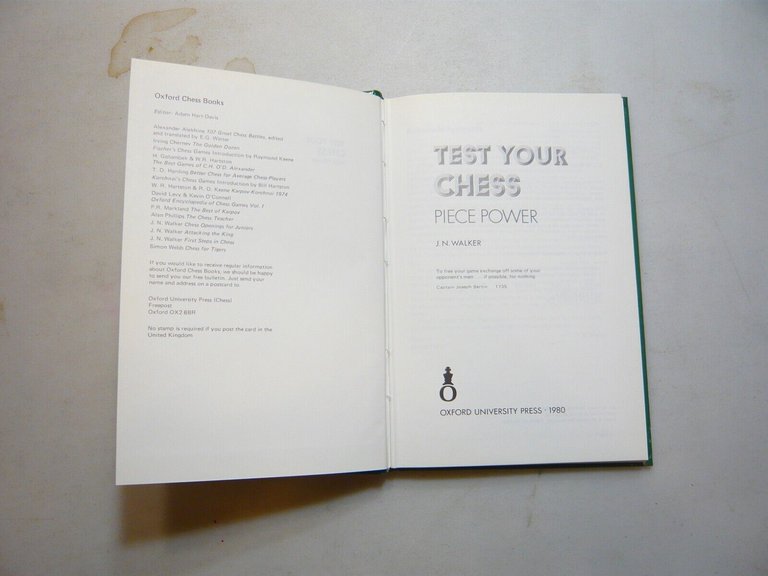 Oxford Chess Books
Editor: Adam Hart-Davis
Alexander Alekhine 107 Great Chess Battles, edited
and translated by E.G. Winter
Irving Chernev The Golden Dozen
Fischer's Chess Games Introduction by Raymond Keene
H. Golombek & W.R. Hartston
The Best Games of C.H. O'D. Alexander
T. D. Harding Better Chess for Average Chess Players
Korchnoi's Chess Games Introduction by Bill Hartston
W. R. Hartston & R. D. Keene Karpov-Korchnoi 1974
David Levy & Kevin O'Connell
Oxford Encyclopedia of Chess Games Vol. 1
P.R. Markland The Best of Karpov
Alan Phillips The Chess Teacher
J. N. Walker Chess Openings for Juniors
J. N. Walker Attacking the King
J. N. Walker First Steps in Chess
Simon Webb Chess for Tigers
If you would like to receive regular information
about Oxford Chess Books, we should be happy
to send you our free bulletin. Just send your
name and address on a postcard to:
Oxford University Press (Chess)
Freepost
Oxford OX2 6BR
No stamp is required if you post the card in the
United Kingdom
TEST YOUR
CHESS
PIECE POWER
J.N. WALKER
To free your game exchange off some of your
opponent's men if possible, for nothing.
Captain Joseph Bertin 1735
OXFORD UNIVERSITY PRESS · 1980